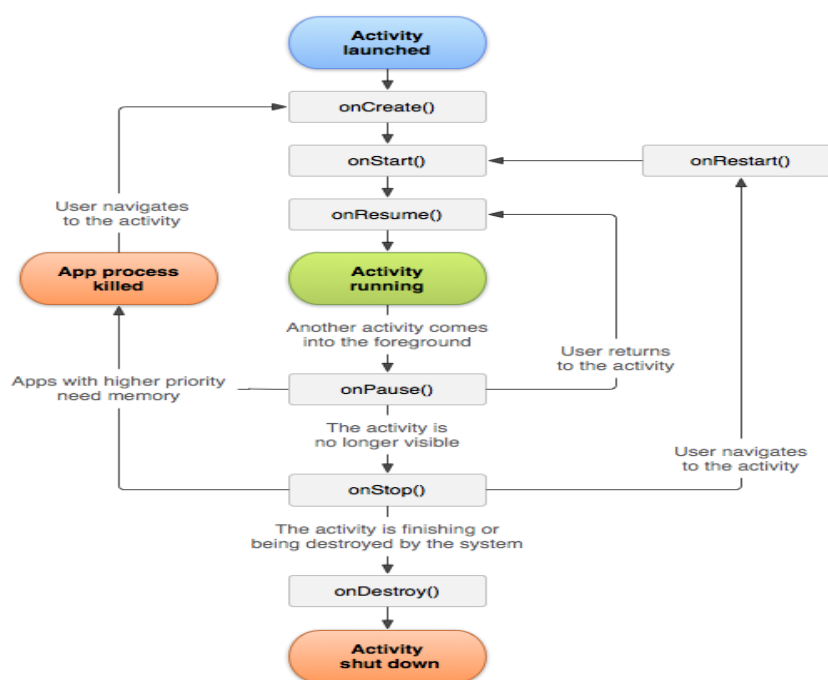 Activity
launched
onCreate()
onStart()
onRestart()
User navigates
to the activity
onResume()
App process
killed
Activity
running
Another activity comes
into the foreground
User returns
to the activity
Apps with higher priority
need memory
onPause()
The activity is
no longer visible
User navigates
to the activity
onStop()
The activity is finishing or
being destroyed by the system
onDestroy()
Activity
shut down